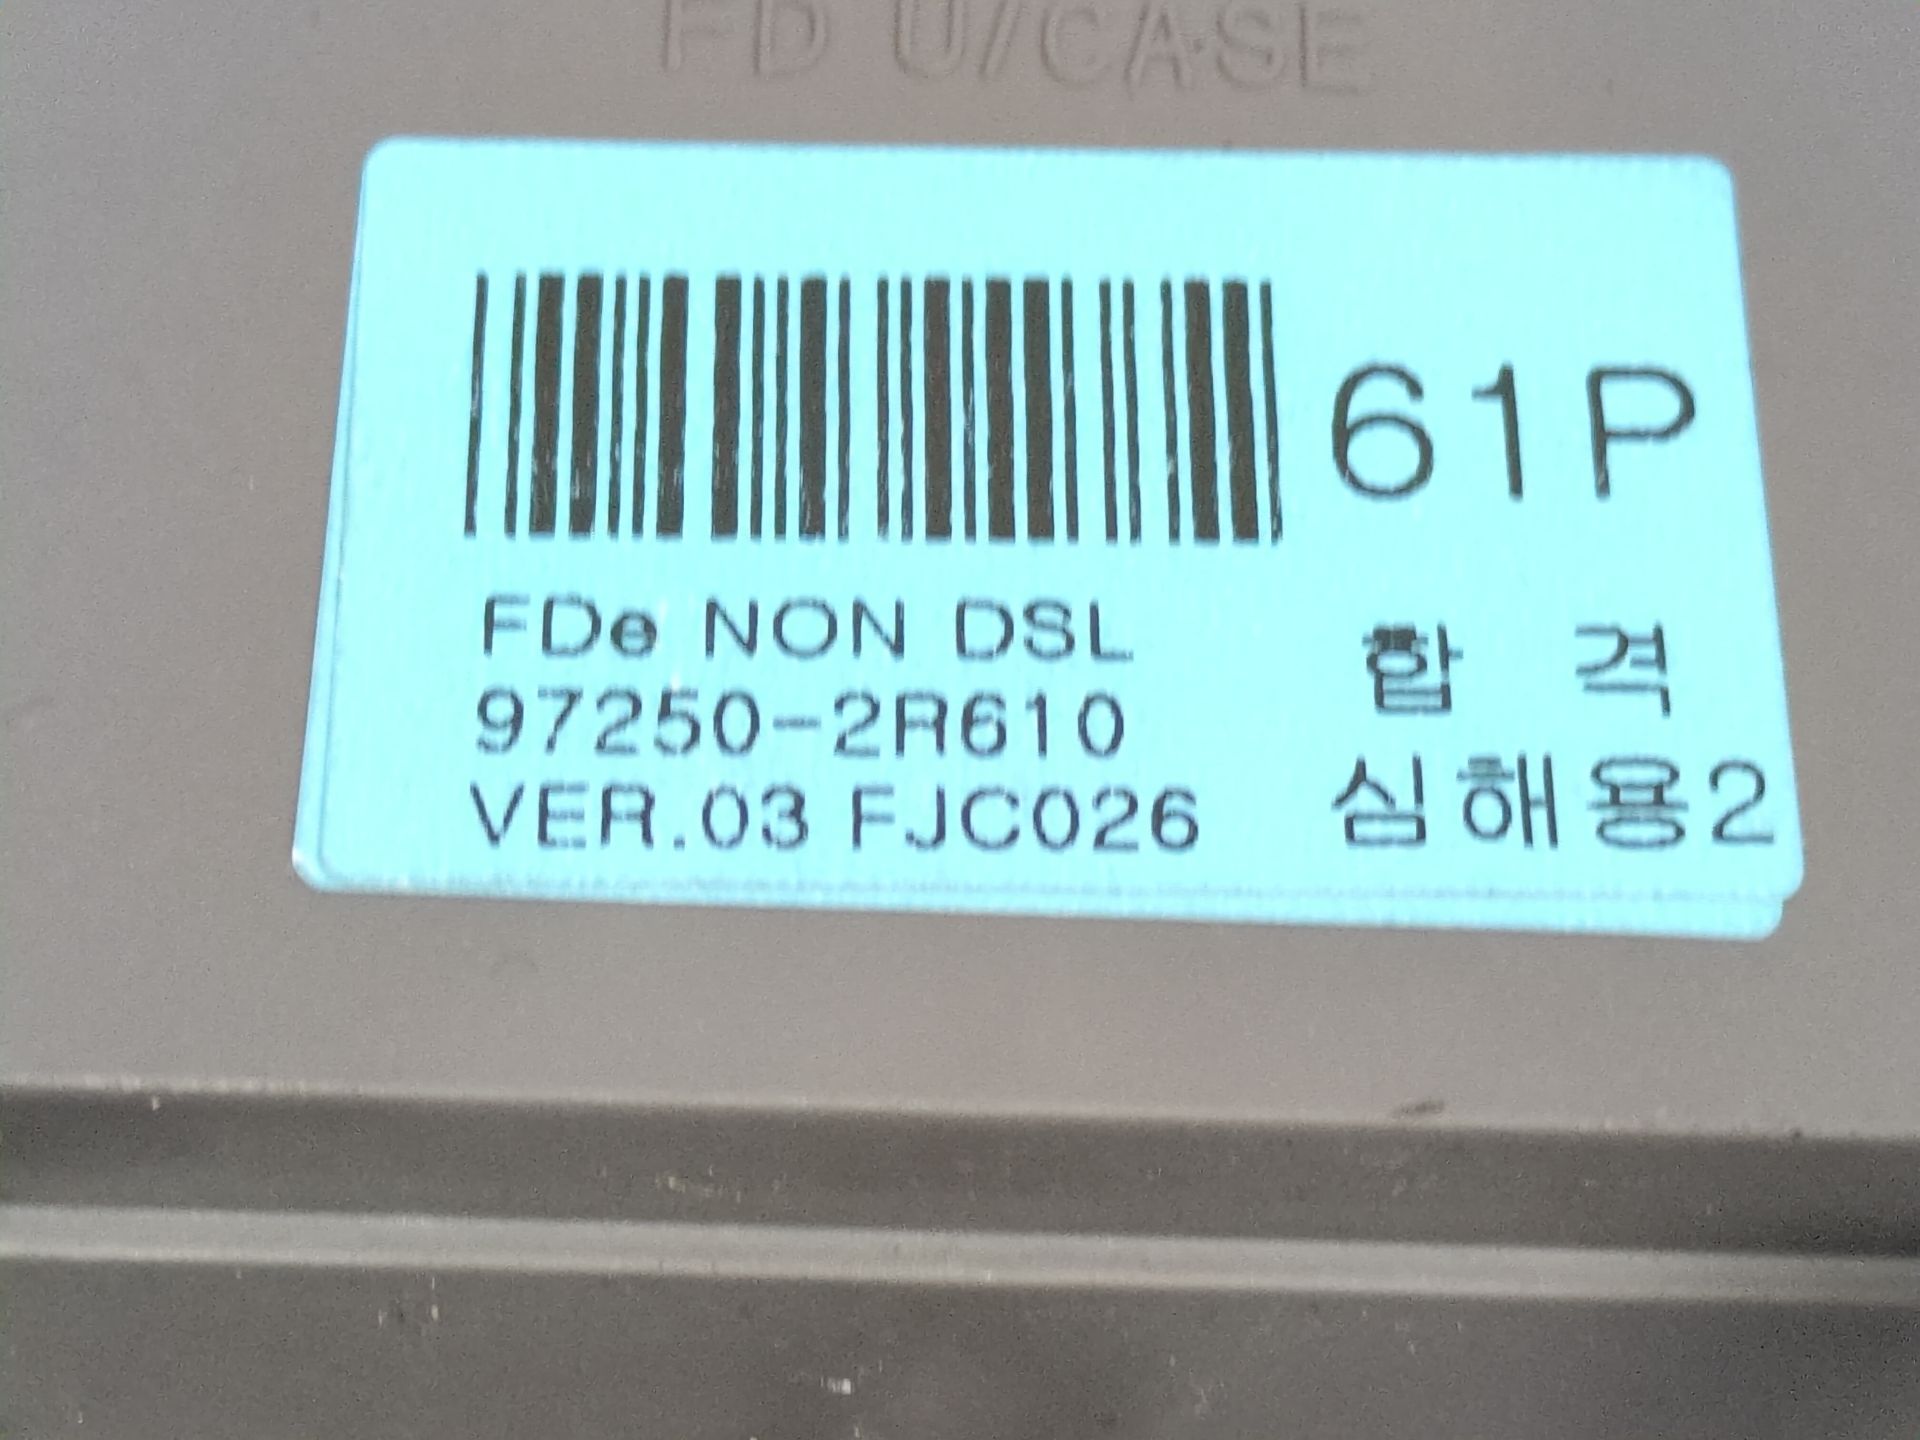 FD U/CASE
61P
FDe NON DSL
97250-2R610
VER.03 FJC026
합 격
심해용2